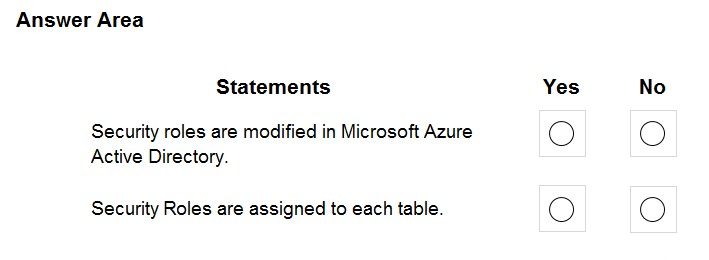 Answer Area
Statements Yes No
Security roles are modified in Microsoft Azure
Active Directory.
Security Roles are assigned to each table.